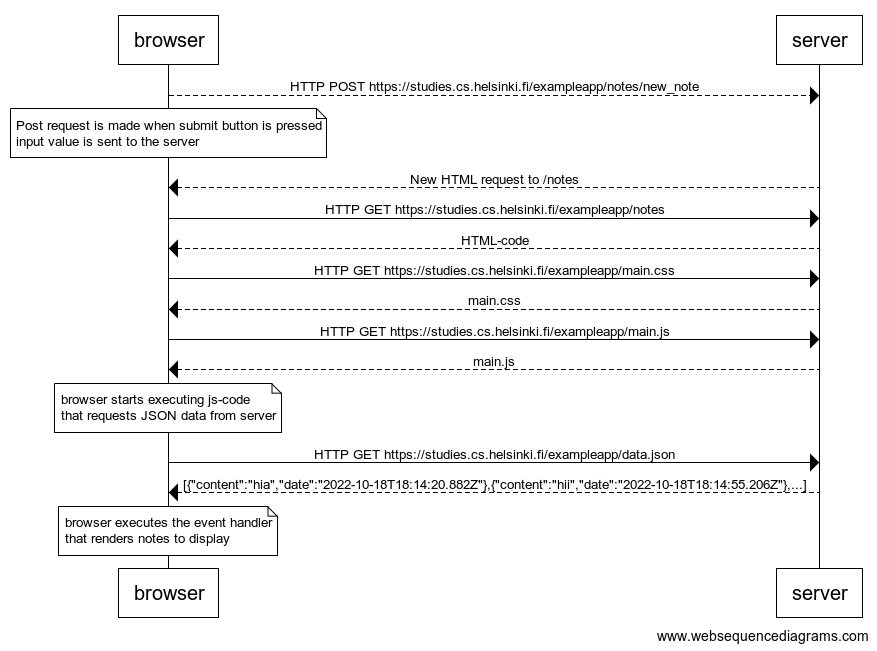 browser
server
HTTP POST https://studies.cs.helsinki.fi/exampleapp/notes/new_note
Post request is made when submit button is pressed
input value is sent to the server
New HTML request to /notes
HTTP GET https://studies.cs.helsinki.fi/exampleapp/notes
HTML-code
HTTP GET https://studies.cs.helsinki.fi/exampleapp/main.css
main.css
HTTP GET https://studies.cs.helsinki.fi/exampleapp/main.js
main.js
browser starts executing js-code
that requests JSON data from server
HTTP GET https://studies.cs.helsinki.fi/exampleapp/data.json
[{"content":"hia","date":"2022-10-18T18:14:20.882Z"},{"content":"hii","date":"2022-10-18T18:14:55.206Z"},...]
browser executes the event handler
that renders notes to display
browser
server
www.websequencediagrams.com